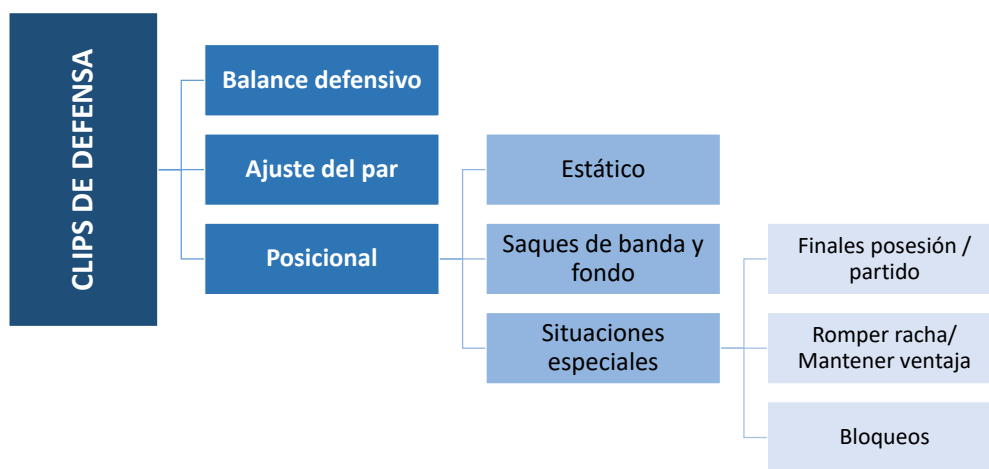 CLIPS DE DEFENSA
Balance defensivo
Ajuste del par
Posicional
Estático
Saques de banda y
fondo
Situaciones
especiales
Finales posesión /
partido
Romper racha/
Mantener ventaja
Bloqueos